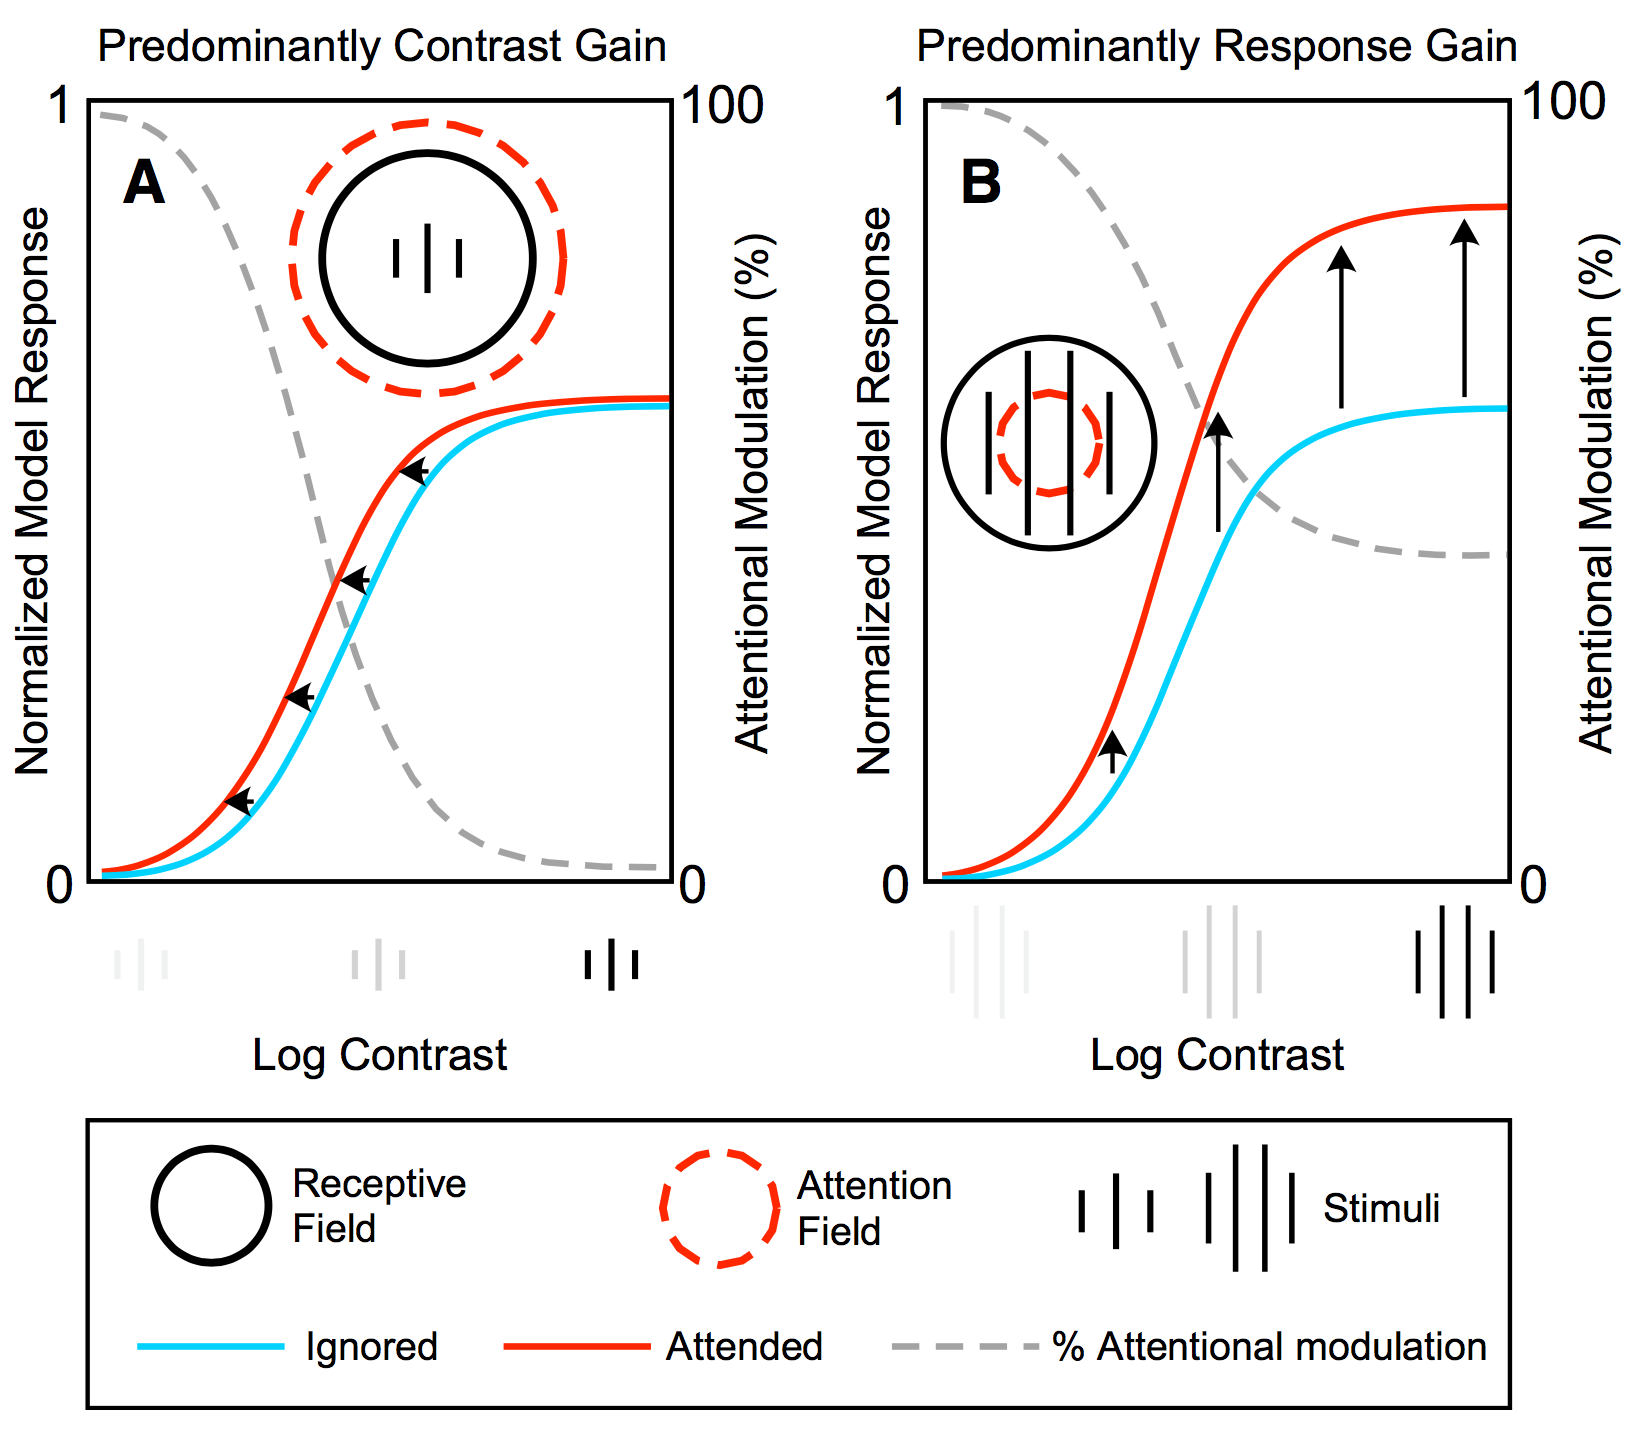 Predominantly Contrast Gain
1
100
A
Normalized Model Response
Attentional Modulation (%)
0
0
Log Contrast
Predominantly Response Gain
1
100
B
Normalized Model Response
Attentional Modulation (%)
0
0
Log Contrast
Receptive
Field
Attention
Field
Stimuli
Ignored
Attended
% Attentional modulation